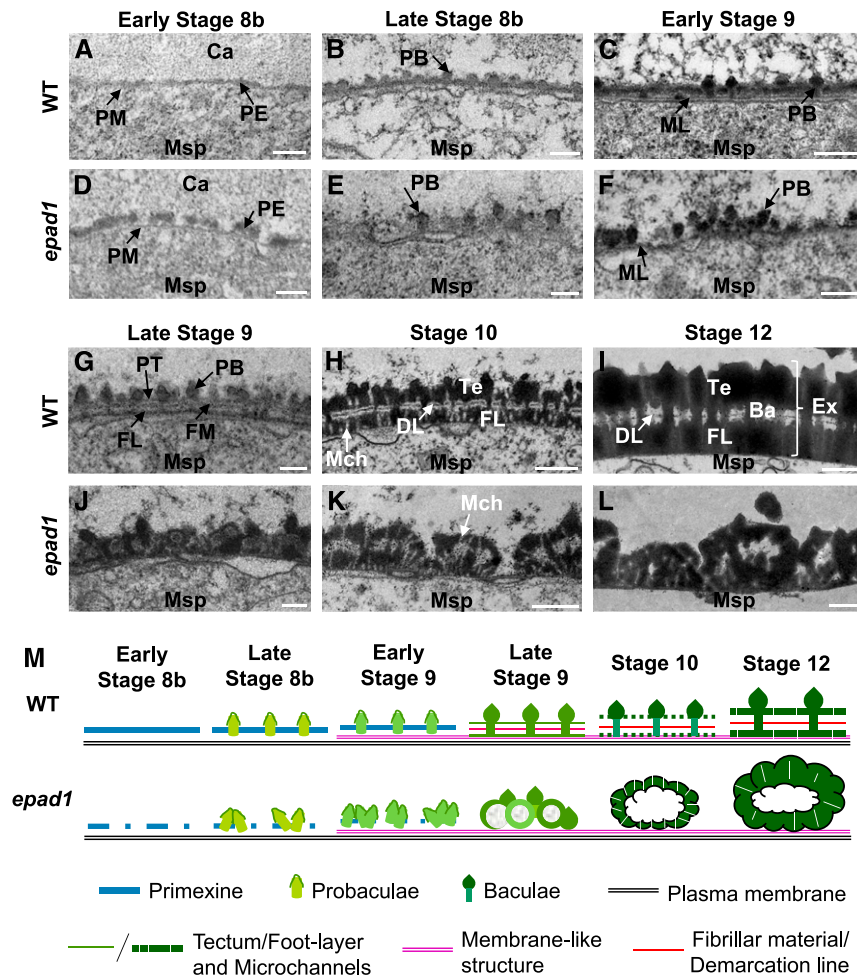 Early Stage 8b
Late Stage 8b
Early Stage 9
WT
A
Ca
PM
PE
Msp
B
PB
Msp
C
ML
PB
Msp
epad1
D
Ca
PE
PM
Msp
E
PB
Msp
F
PB
ML
Msp
Late Stage 9
Stage 10
Stage 12
WT
G
PT
PB
FL
FM
Msp
H
Te
DL
FL
Mch
Msp
I
Te
Ba
Ex
DL
FL
Msp
epad1
J
Msp
K
Mch
Msp
L
Msp
M
Early
Stage 8b
Late
Stage 8b
Early
Stage 9
Late
Stage 9
Stage 10
Stage 12
WT
epad1
Primexine
Probaculae
Baculae
Plasma membrane
/
Tectum/Foot-layer
and Microchannels
Membrane-like
structure
Fibrillar material/
Demarcation line